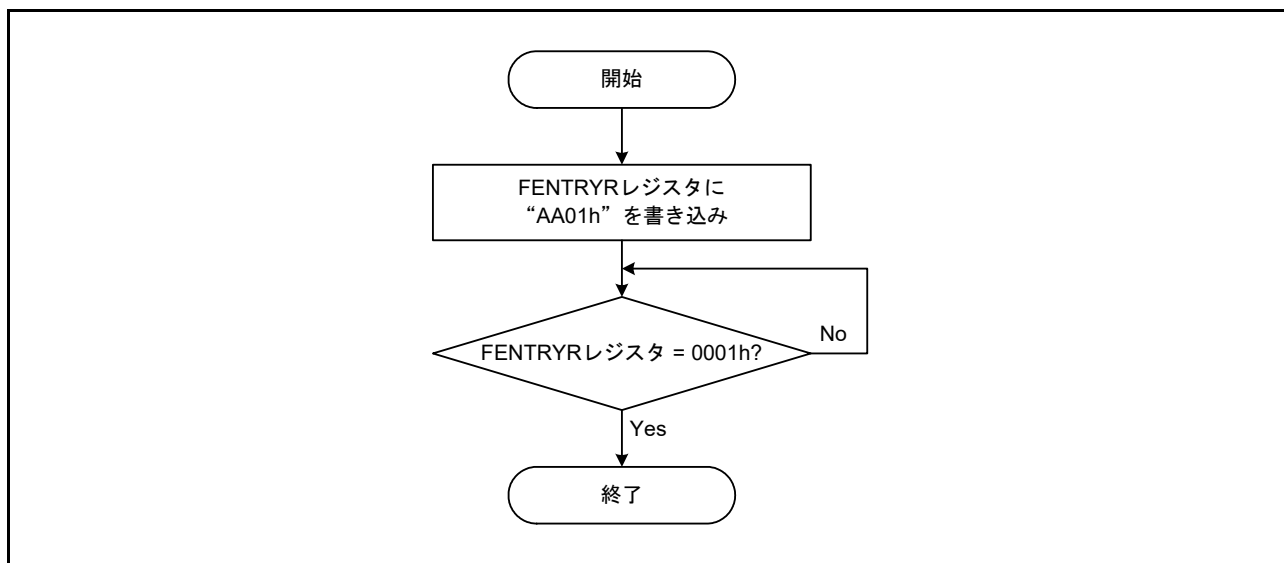 開始
FENTRYRレジスタに
“AA01h”を書き込み
FENTRYRレジスタ = 0001h?
No
Yes
終了